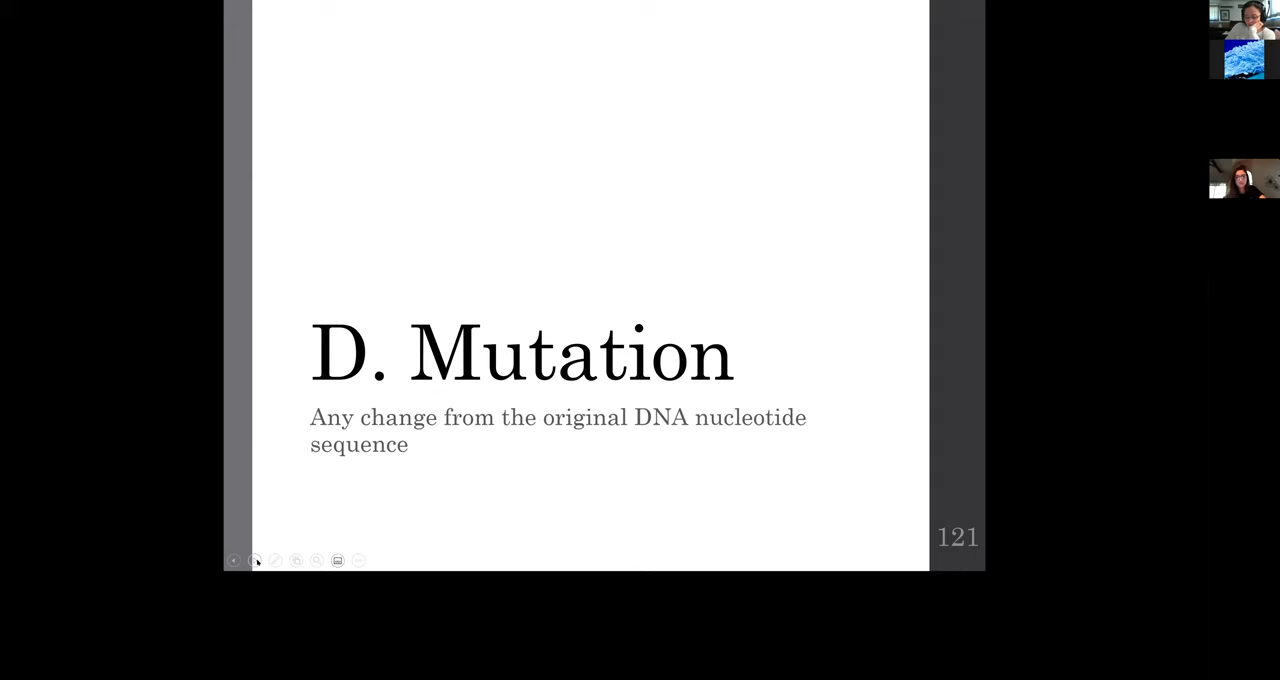 D. Mutation
Any change from the original DNA nucleotide
sequence
121